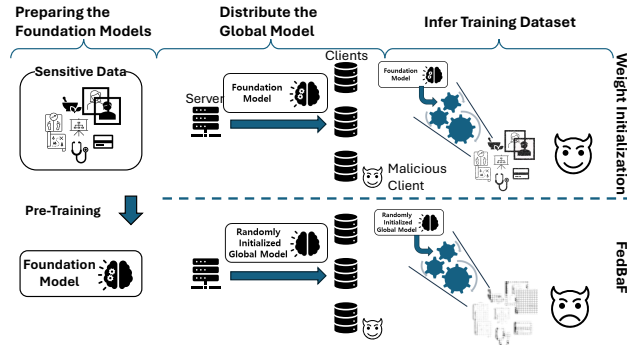 Preparing the
Foundation Models
Distribute the
Global Model
Infer Training Dataset
Sensitive Data
Pre-Training
Foundation
Model
Server
Foundation
Model
Clients
Malicious
Client
Foundation
Model
Weight Initialization
Randomly
Initialized
Global Model
Randomly
Initialized
Global Model
FedBaF